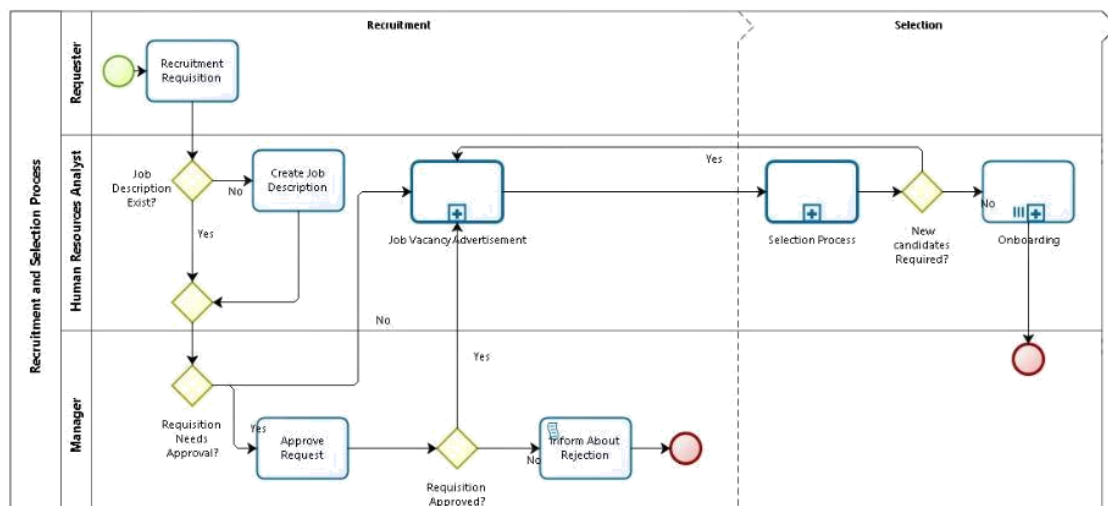 Recruitment and Selection Process
Recruitment
Selection
Requester
Recruitment
Requisition
Human Resources Analyst
Job
Description
Exist?
No
Create Job
Description
Yes
Job Vacancy Advertisement
Yes
Selection Process
New
candidates
Required?
No
Onboarding
No
Manager
Requisition
Needs
Approval?
Yes
Approve
Request
Yes
Requisition
Approved?
No
Inform About
Rejection